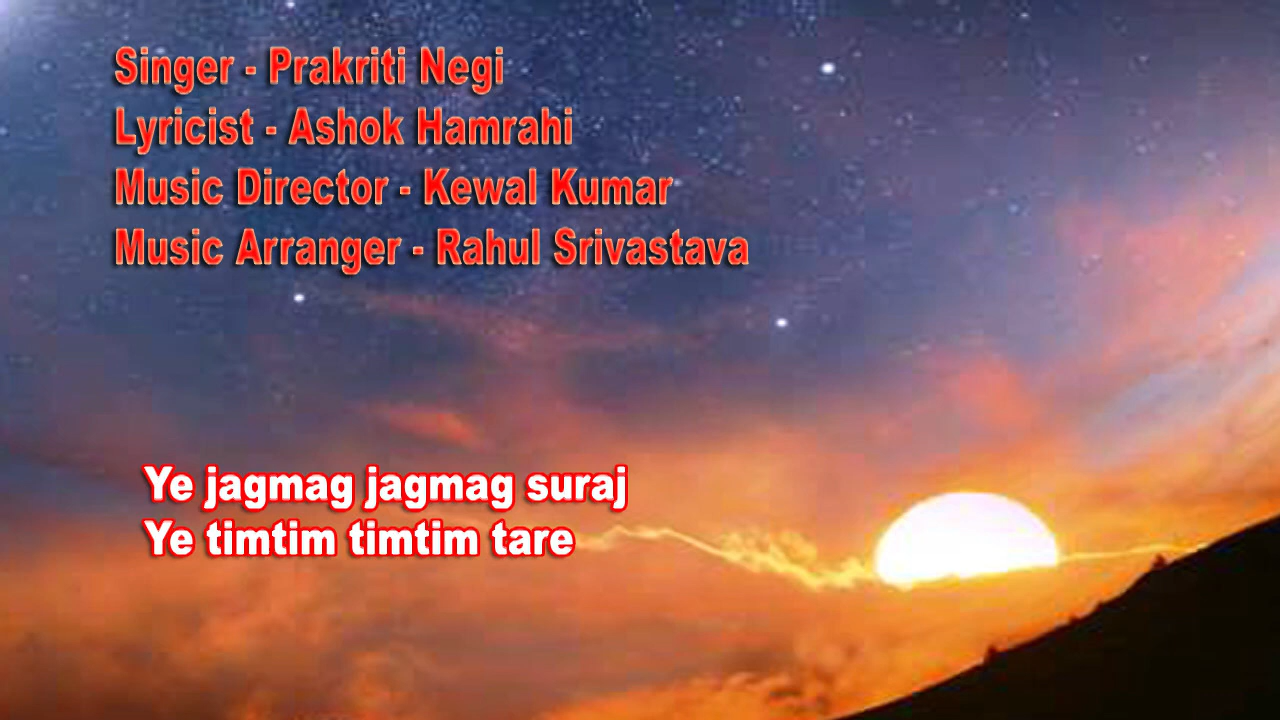 Singer - Prakriti Negi
Lyricist - Ashok Hamrahi
Music Director - Kewal Kumar
Music Arranger - Rahul Srivastava
Ye jagmag jagmag suraj
Ye timtim timtim tare